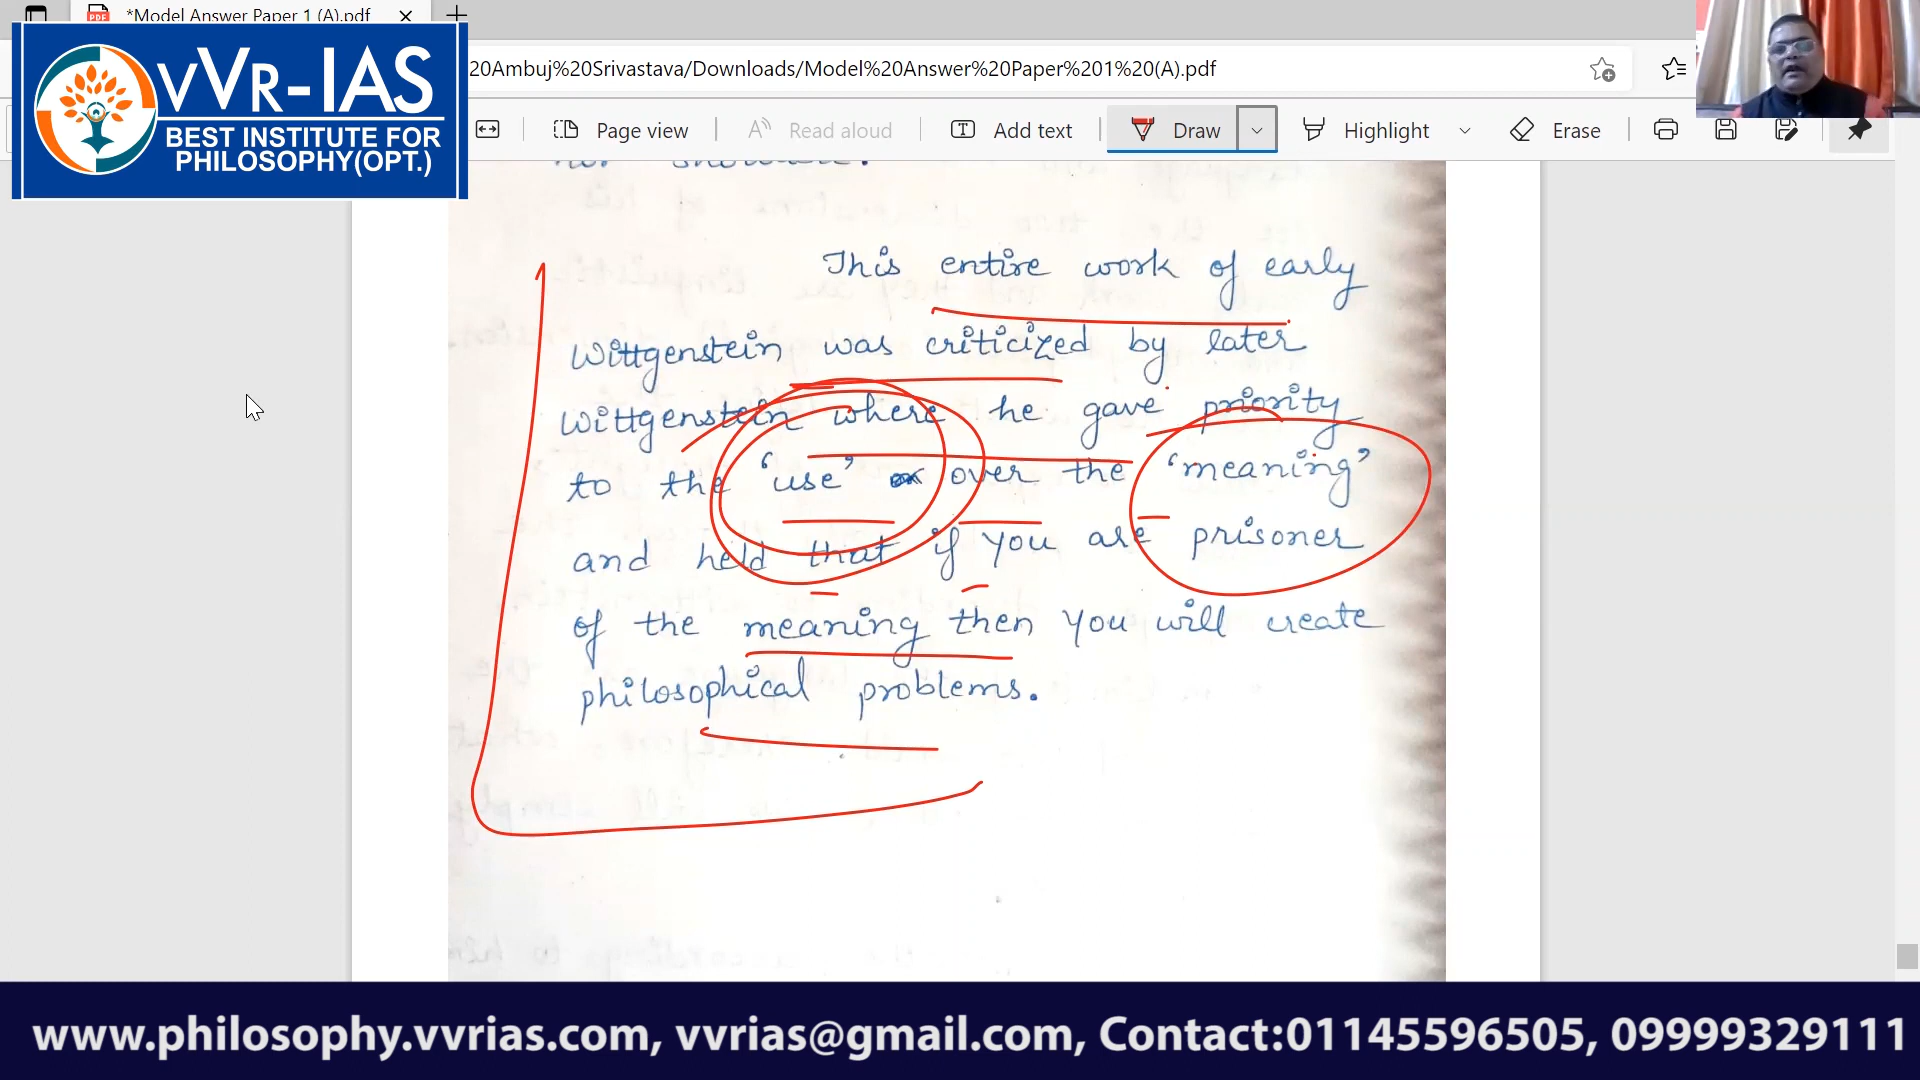 *Model Answer Paper 1 (A).pdf
vVR-IAS
BEST INSTITUTE FOR
PHILOSOPHY(OPT.)
20Ambuj%20Srivastava/Downloads/Model%20Answer%20Paper%201%20(A).pdf
Page view
Read aloud
Add text
Draw
Highlight
Erase
This entire work of early
Wittgenstein was criticized by later
Wittgenstein where he gave priority
to the 'use' over the 'meaning'
and held that if you are prisoner
of the meaning then you will create
philosophical problems.
www.philosophy.vvrias.com, vvrias@gmail.com, Contact:01145596505, 09999329111